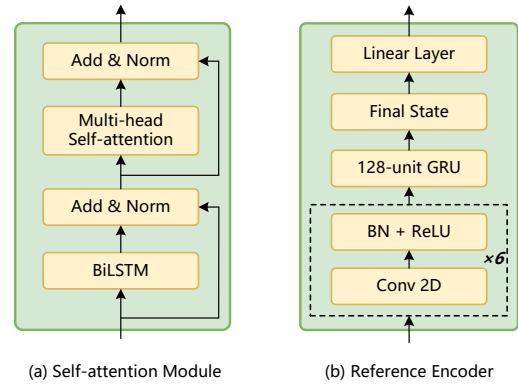 Add & Norm
Multi-head
Self-attention
Add & Norm
BiLSTM
(a) Self-attention Module
Linear Layer
Final State
128-unit GRU
BN + ReLU
×6
Conv 2D
(b) Reference Encoder